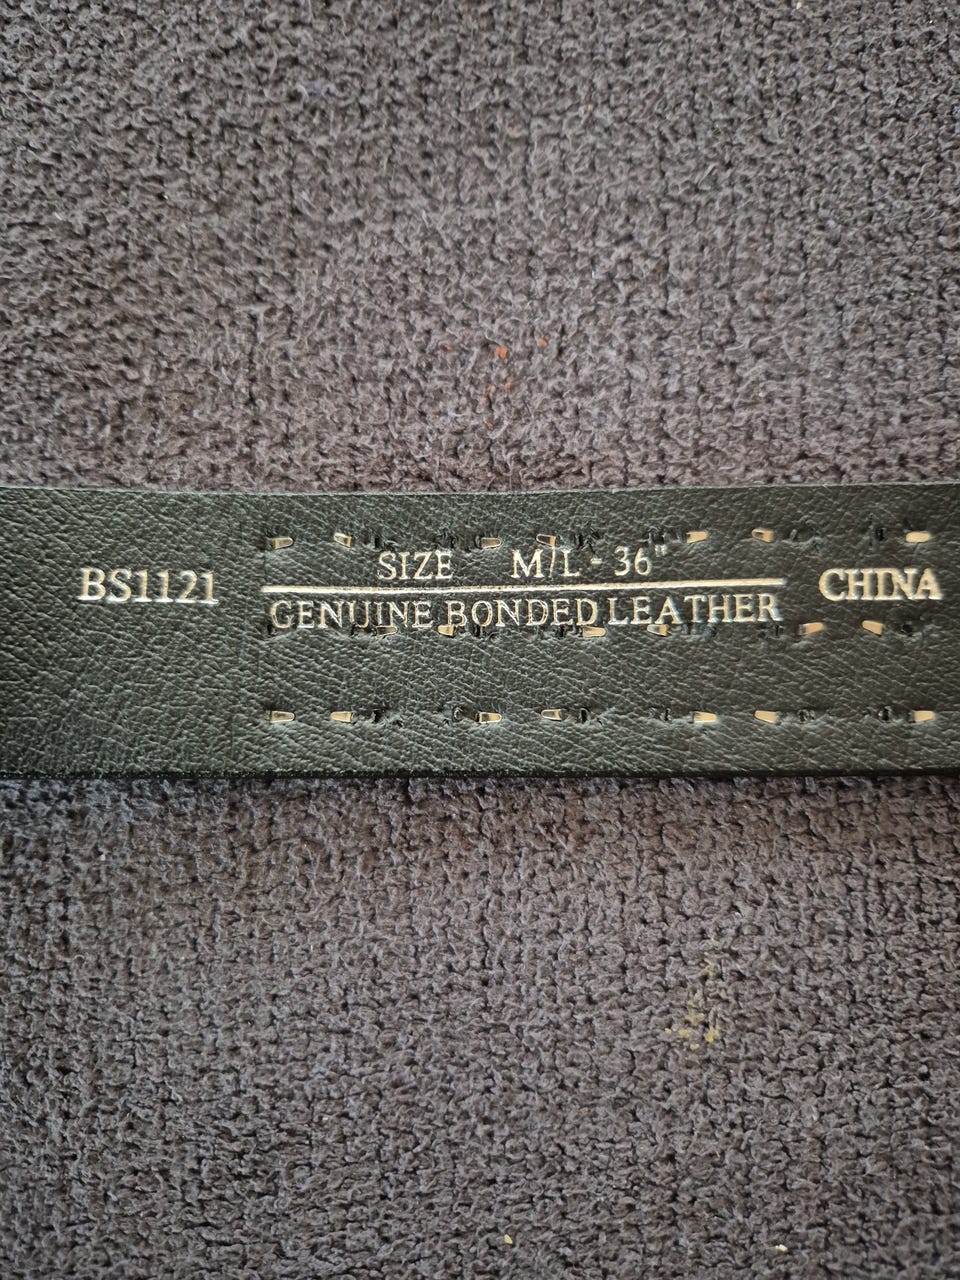 BS1121
SIZE M/L - 36"
GENUINE BONDED LEATHER
CHINA